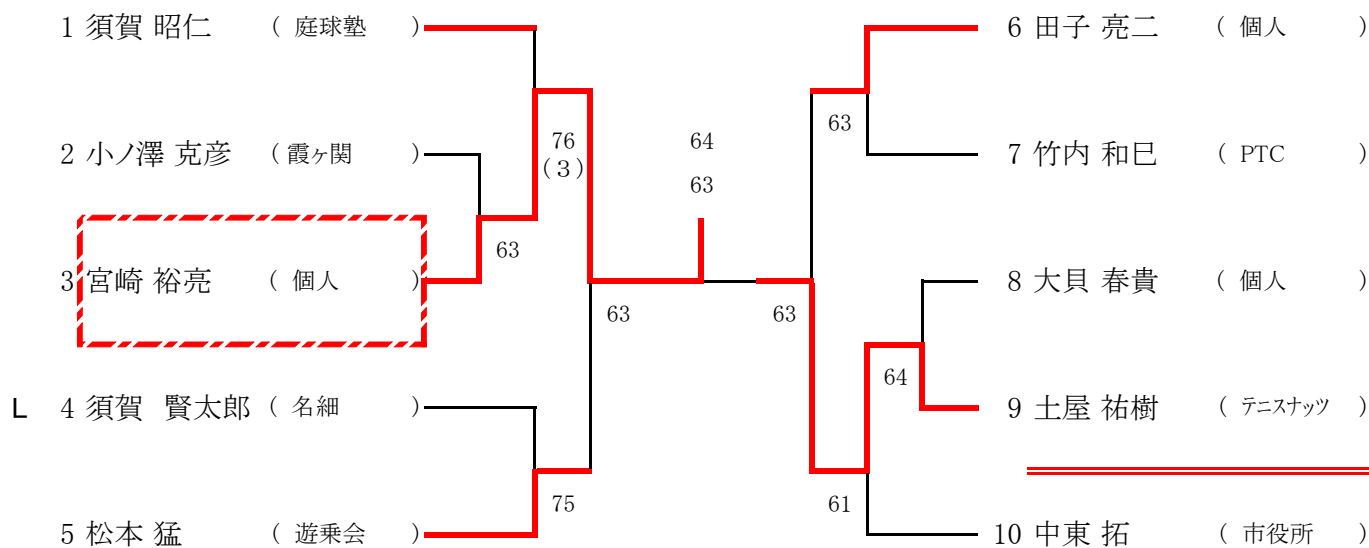 1 須賀 昭仁 ( 庭球塾 )
2 小ノ澤 克彦 ( 霞ヶ関 )
3 宮崎 裕亮 ( 個人 )
L 4 須賀 賢太郎 ( 名細 )
5 松本 猛 ( 遊乗会 )
76
(3)
63
63
75
64
63
63
63
64
61
6 田子 亮二 ( 個人 )
7 竹内 和巳 ( PTC )
8 大貝 春貴 ( 個人 )
9 土屋 祐樹 ( テニスナッツ )
10 中東 拓 ( 市役所 )